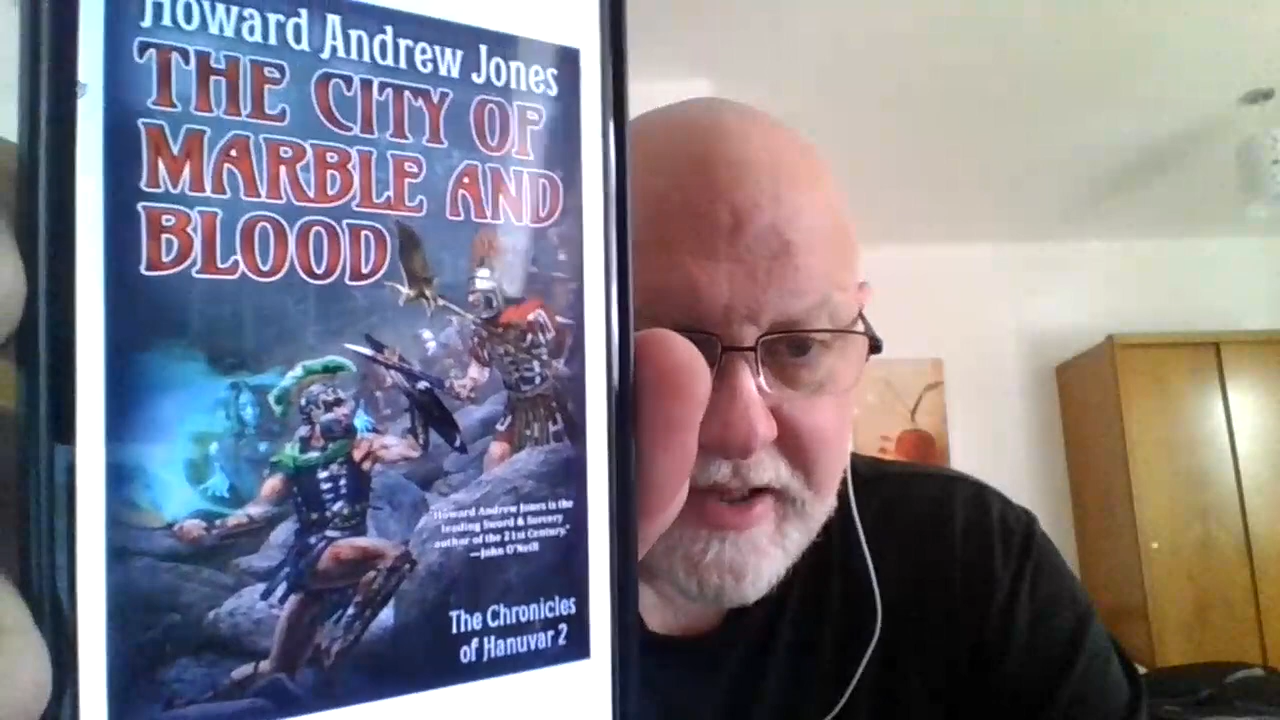 Howard Andrew Jones
THE CITY OF
MARBLE AND
BLOOD
"Howard Andrew Jones is the
leading Sword & Sorcery
author of the 21st Century."
—John O'Neill
The Chronicles
of Hanuvar 2